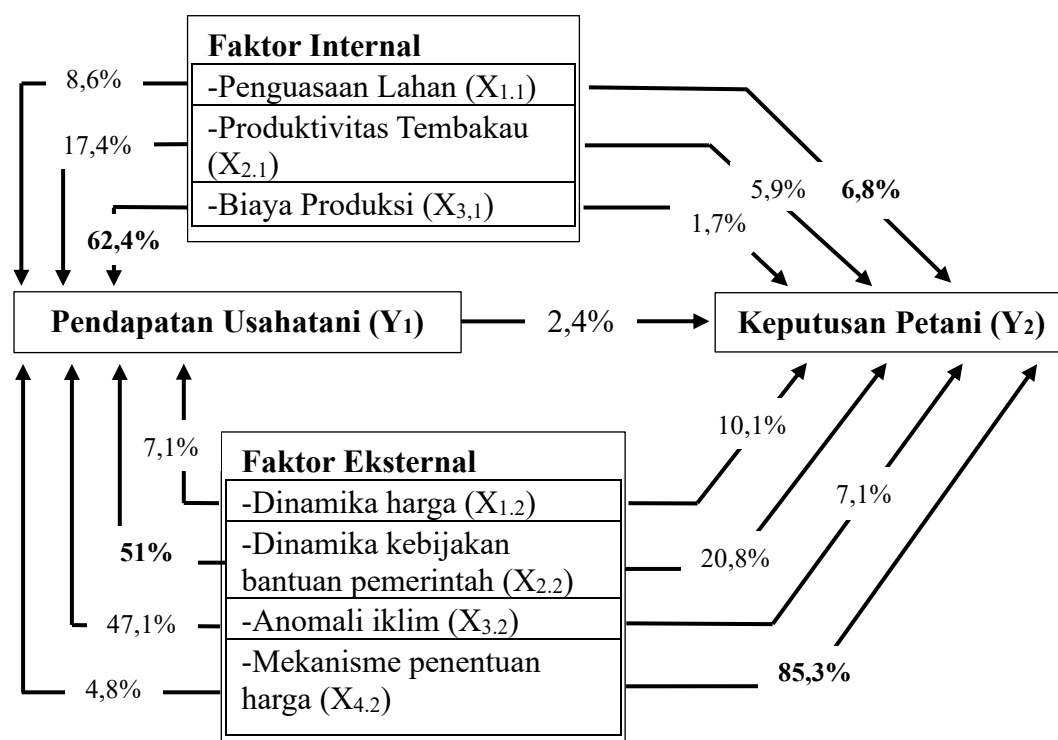 Faktor Internal
8,6%
-Penguasaan Lahan (X1.1)
17,4%
-Produktivitas Tembakau
(X2.1)
5,9%
6,8%
-Biaya Produksi (X3,1)
1,7%
62,4%
Pendapatan Usahatani (Y1)
2,4%
Keputusan Petani (Y2)
7,1%
10,1%
Faktor Eksternal
-Dinamika harga (X1.2)
7,1%
51%
-Dinamika kebijakan
bantuan pemerintah (X2.2)
20,8%
47,1%
-Anomali iklim (X3.2)
-Mekanisme penentuan
harga (X4.2)
4,8%
85,3%